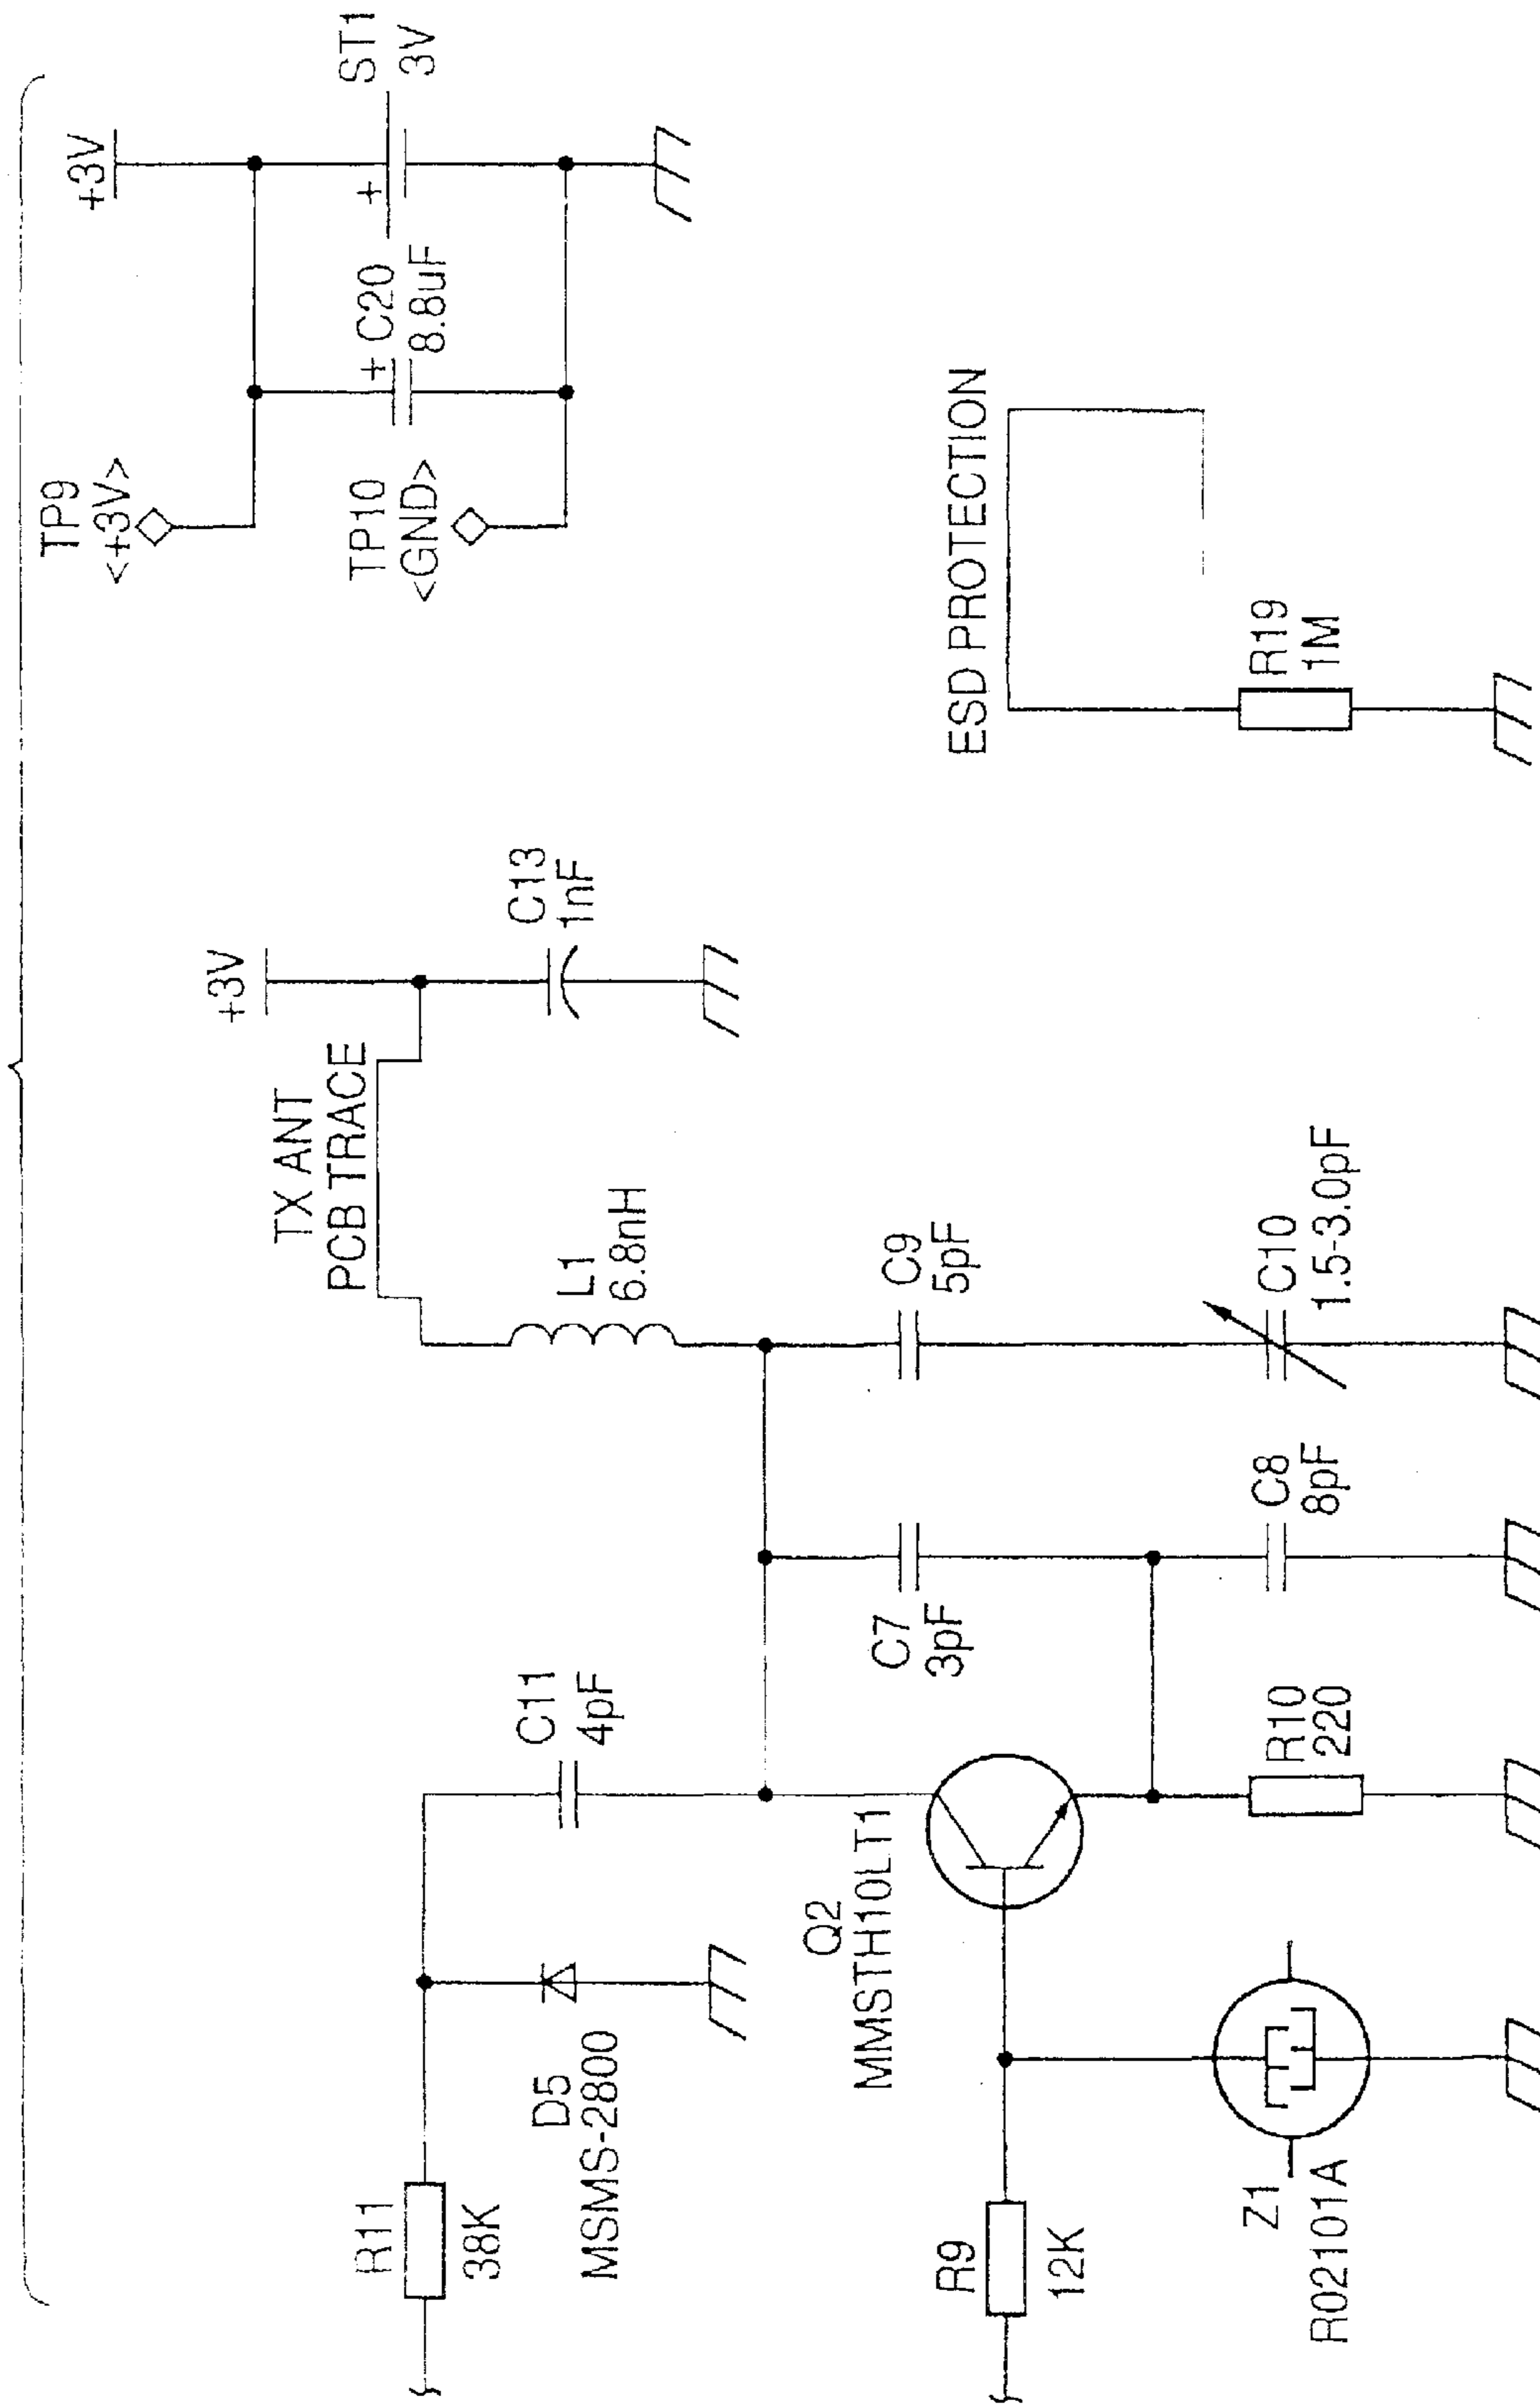 R11
38K
D5
MSMS-2800
C11
4pF
TX ANT
PCB TRACE
+3V
C13
1nF
L1
6.8nH
TP9
<+3V>
TP10
<GND>
+3V
+ C20
8.8uF
+
ST1
3V
Q2
MMSTH10LT1
R9
12K
Z1
R02101A
R10
220
C7
3pF
C8
8pF
C9
5pF
C10
1.5-3.0pF
ESD PROTECTION
R19
1M